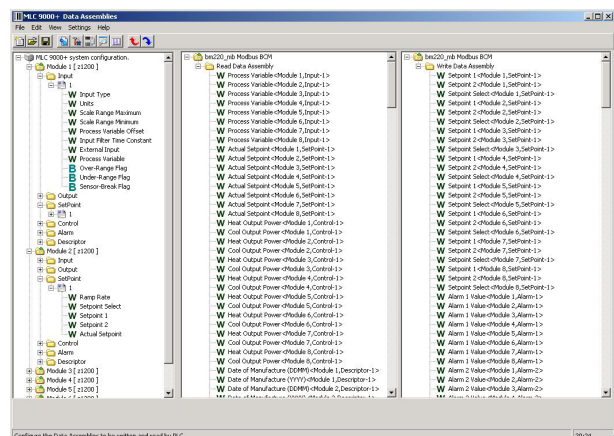 MLC 9000+ Data Assemblies
File Edit View Settings Help
MLC 9000+ system configuration.
Module 1 [ z1200 ]
Input
1
W Input Type
W Units
W Scale Range Maximum
W Scale Range Minimum
W Process Variable Offset
W Input Filter Time Constant
W External Input
W Process Variable
B Over-Range Flag
B Under-Range Flag
B Sensor-Break Flag
Output
SetPoint
1
Control
Alarm
Descriptor
Module 2 [ z1200 ]
Input
Output
SetPoint
1
W Ramp Rate
W Setpoint Select
W Setpoint 1
W Setpoint 2
W Actual Setpoint
Control
Alarm
Descriptor
Module 3 [ z1200 ]
Module 4 [ z1200 ]
Module 5 [ z1200 ]
bm220_mb Modbus BCM
Read Data Assembly
W Process Variable<Module 1,Input-1>
W Process Variable<Module 2,Input-1>
W Process Variable<Module 3,Input-1>
W Process Variable<Module 4,Input-1>
W Process Variable<Module 5,Input-1>
W Process Variable<Module 6,Input-1>
W Process Variable<Module 7,Input-1>
W Process Variable<Module 8,Input-1>
W Actual Setpoint<Module 1,SetPoint-1>
W Actual Setpoint<Module 2,SetPoint-1>
W Actual Setpoint<Module 3,SetPoint-1>
W Actual Setpoint<Module 4,SetPoint-1>
W Actual Setpoint<Module 5,SetPoint-1>
W Actual Setpoint<Module 6,SetPoint-1>
W Actual Setpoint<Module 7,SetPoint-1>
W Actual Setpoint<Module 8,SetPoint-1>
W Heat Output Power<Module 1,Control-1>
W Cool Output Power<Module 1,Control-1>
W Heat Output Power<Module 2,Control-1>
W Cool Output Power<Module 2,Control-1>
W Heat Output Power<Module 3,Control-1>
W Cool Output Power<Module 3,Control-1>
W Heat Output Power<Module 4,Control-1>
W Cool Output Power<Module 4,Control-1>
W Heat Output Power<Module 5,Control-1>
W Cool Output Power<Module 5,Control-1>
W Heat Output Power<Module 6,Control-1>
W Cool Output Power<Module 6,Control-1>
W Heat Output Power<Module 7,Control-1>
W Cool Output Power<Module 7,Control-1>
W Heat Output Power<Module 8,Control-1>
W Cool Output Power<Module 8,Control-1>
W Date of Manufacture (DDMM)<Module 1,Descriptor-1>
W Date of Manufacture (YYYY)<Module 1,Descriptor-1>
W Date of Manufacture (DDMM)<Module 2,Descriptor-1>
bm220_mb Modbus BCM
Write Data Assembly
W Setpoint 1<Module 1,SetPoint-1>
W Setpoint 2<Module 1,SetPoint-1>
W Setpoint Select<Module 1,SetPoint-1>
W Setpoint 1<Module 2,SetPoint-1>
W Setpoint 2<Module 2,SetPoint-1>
W Setpoint Select<Module 2,SetPoint-1>
W Setpoint 1<Module 3,SetPoint-1>
W Setpoint 2<Module 3,SetPoint-1>
W Setpoint Select<Module 3,SetPoint-1>
W Setpoint 1<Module 4,SetPoint-1>
W Setpoint 2<Module 4,SetPoint-1>
W Setpoint Select<Module 4,SetPoint-1>
W Setpoint 1<Module 5,SetPoint-1>
W Setpoint 2<Module 5,SetPoint-1>
W Setpoint Select<Module 5,SetPoint-1>
W Setpoint 1<Module 6,SetPoint-1>
W Setpoint 2<Module 6,SetPoint-1>
W Setpoint Select<Module 6,SetPoint-1>
W Setpoint 1<Module 7,SetPoint-1>
W Setpoint 2<Module 7,SetPoint-1>
W Setpoint Select<Module 7,SetPoint-1>
W Setpoint 1<Module 8,SetPoint-1>
W Setpoint 2<Module 8,SetPoint-1>
W Setpoint Select<Module 8,SetPoint-1>
W Alarm 1 Value<Module 1,Alarm-1>
W Alarm 1 Value<Module 2,Alarm-1>
W Alarm 1 Value<Module 3,Alarm-1>
W Alarm 1 Value<Module 4,Alarm-1>
W Alarm 1 Value<Module 5,Alarm-1>
W Alarm 1 Value<Module 6,Alarm-1>
W Alarm 1 Value<Module 7,Alarm-1>
W Alarm 1 Value<Module 8,Alarm-1>
W Alarm 2 Value<Module 1,Alarm-2>
W Alarm 2 Value<Module 2,Alarm-2>
W Alarm 2 Value<Module 3,Alarm-2>
Configure the Data Assemblies to be written and read by PLC